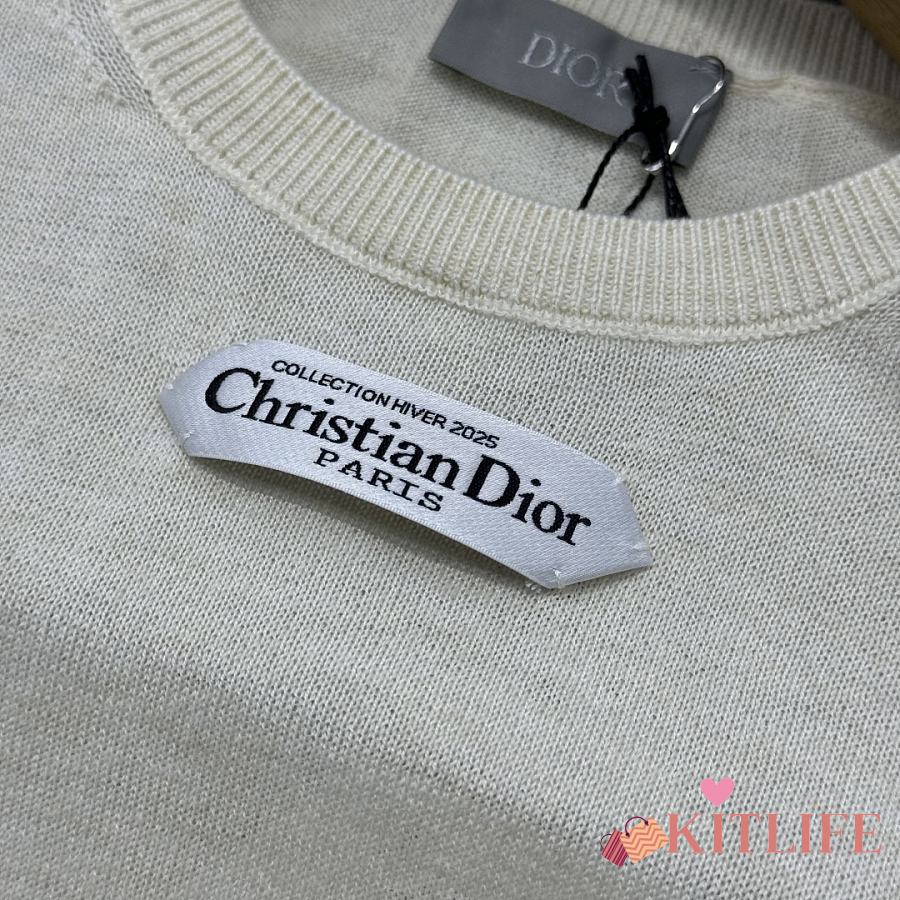 DIOR
COLLECTION HIVER 2025
Christian Dior
PARIS
KITLIFE